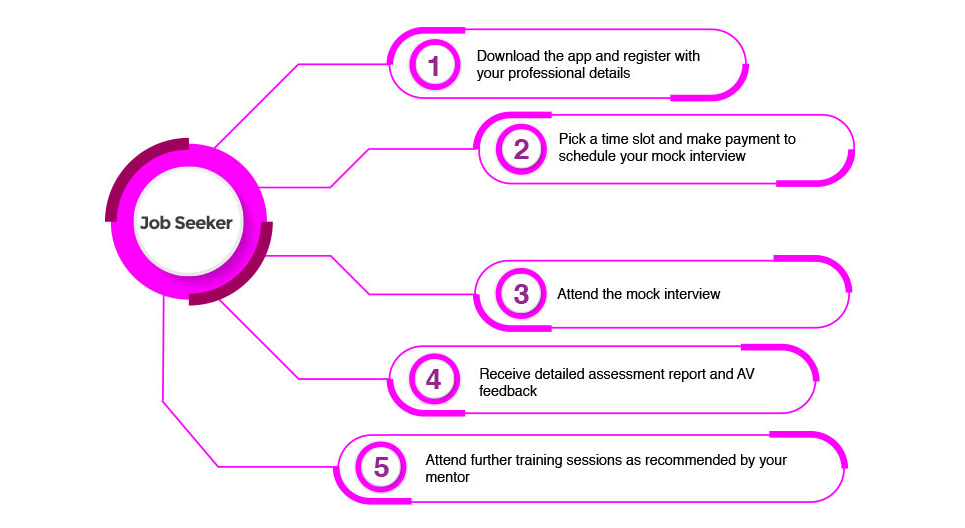 Job Seeker
1
Download the app and register with
your professional details
2
Pick a time slot and make payment to
schedule your mock interview
3
Attend the mock interview
4
Receive detailed assessment report and AV
feedback
5
Attend further training sessions as recommended by your
mentor